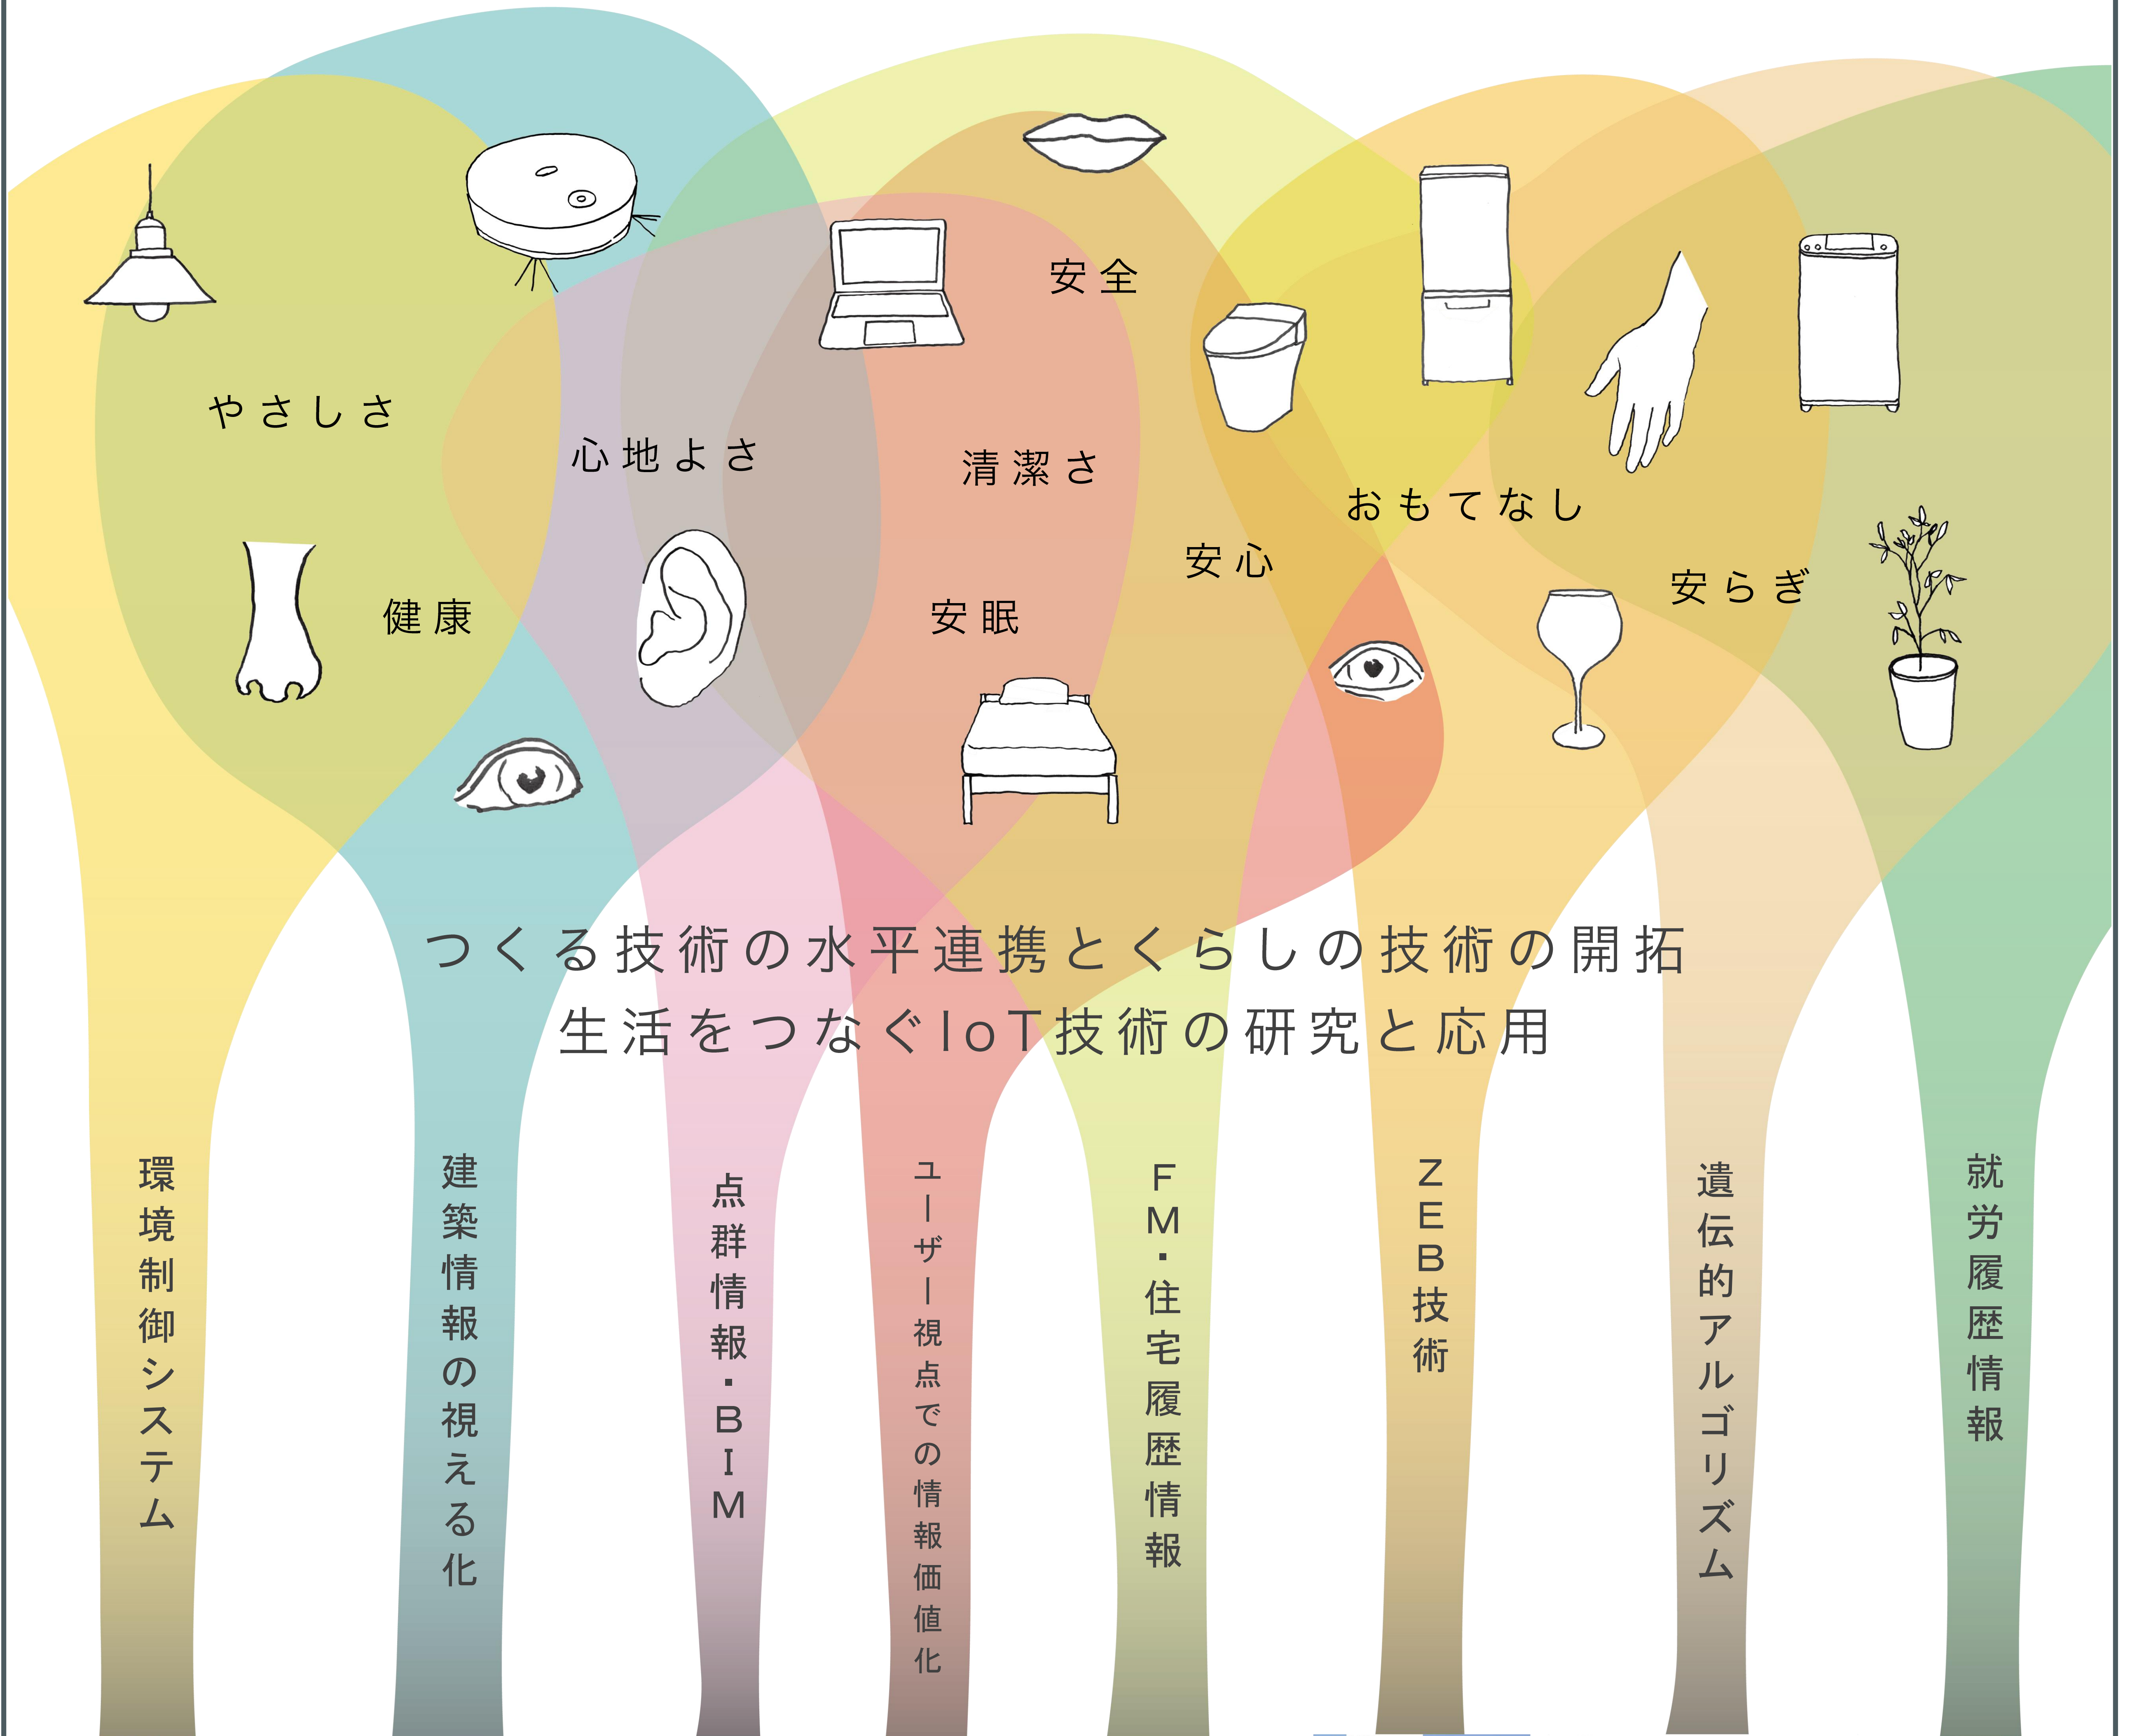 安全
やさしさ
心地よさ
清潔さ
おもてなし
安心
安らぎ
健康
安眠
つくる技術の水平連携とくらしの技術の開拓
生活をつなぐIoT技術の研究と応用
環境制御システム
建築情報の視える化
点群情報・BIM
ユーザー視点での情報価値化
FM・住宅履歴情報
ZEB技術
遺伝的アルゴリズム
就労履歴情報